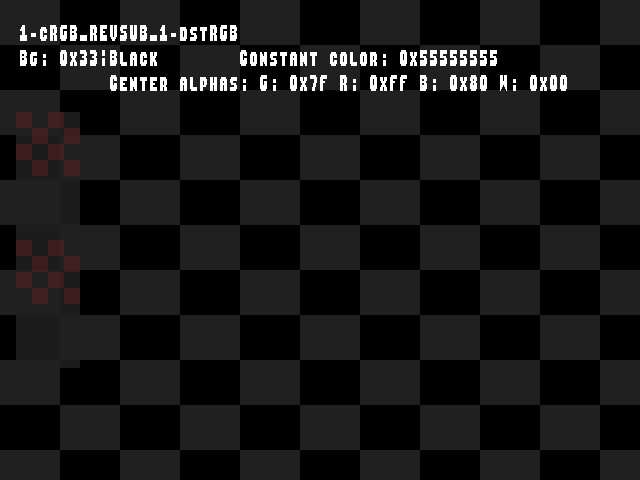 1-cRGB_REVSUB_1-dstRGB
Bg: 0x33|Black Constant color: 0x55555555
Center alphas: G: 0x7f R: 0xff B: 0x80 W: 0x00